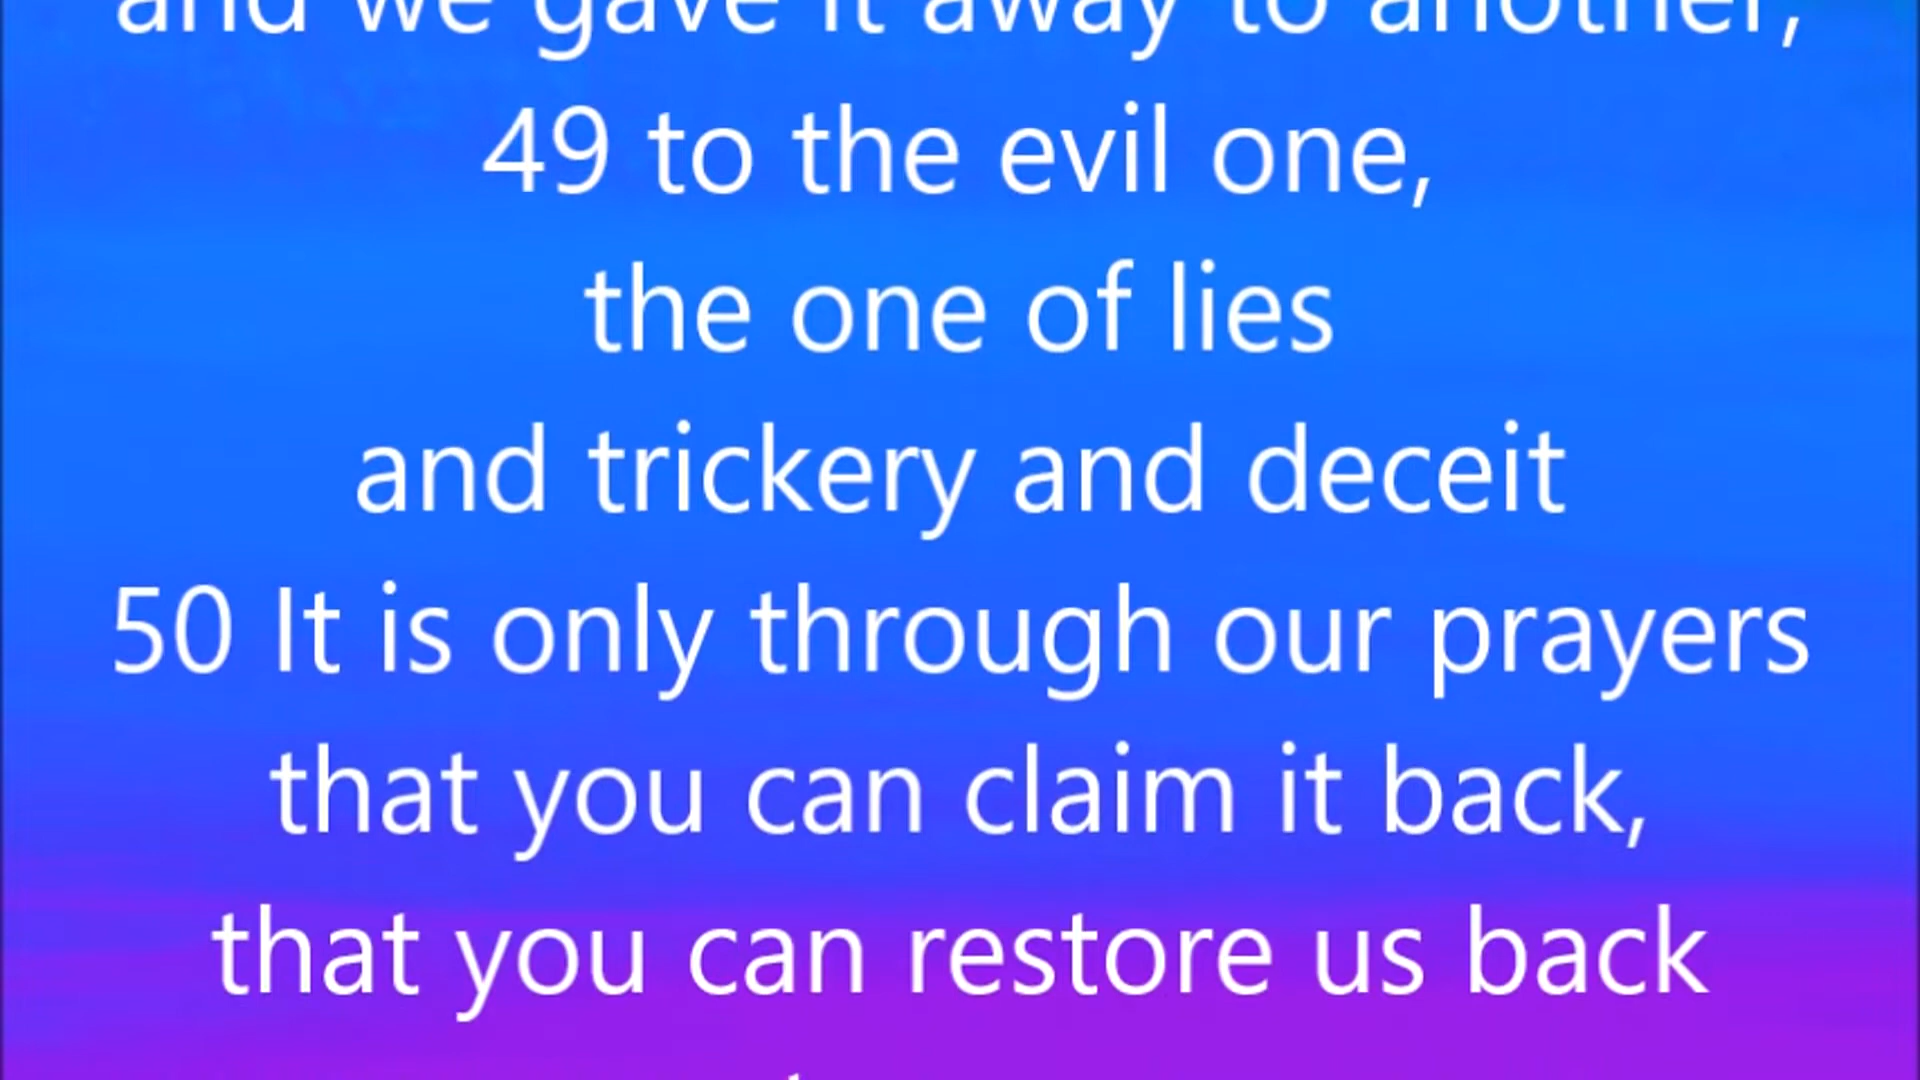 and we gave it away to another,
49 to the evil one,
the one of lies
and trickery and deceit
50 It is only through our prayers
that you can claim it back,
that you can restore us back